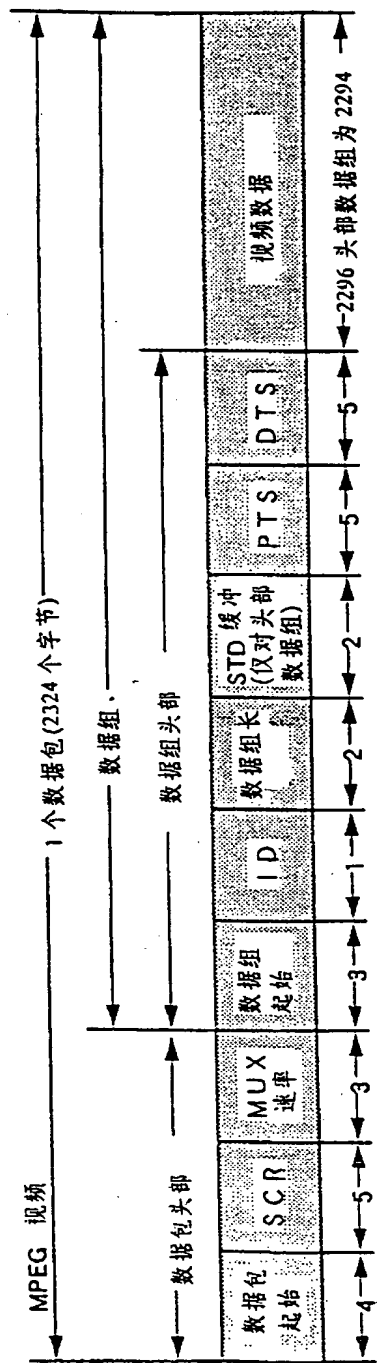 MPEG 视频
1个数据包(2324个字节)
数据组、
数据包头部
数据组头部
数据包
起始
SCR
MUX
速率
数据组
起始
ID
数据组长
STD 缓冲
(仅对头部
数据组)
PTS
DTS
视频数据
4
5
3
3
1
2
2
5
5
2296 头部数据组为 2294